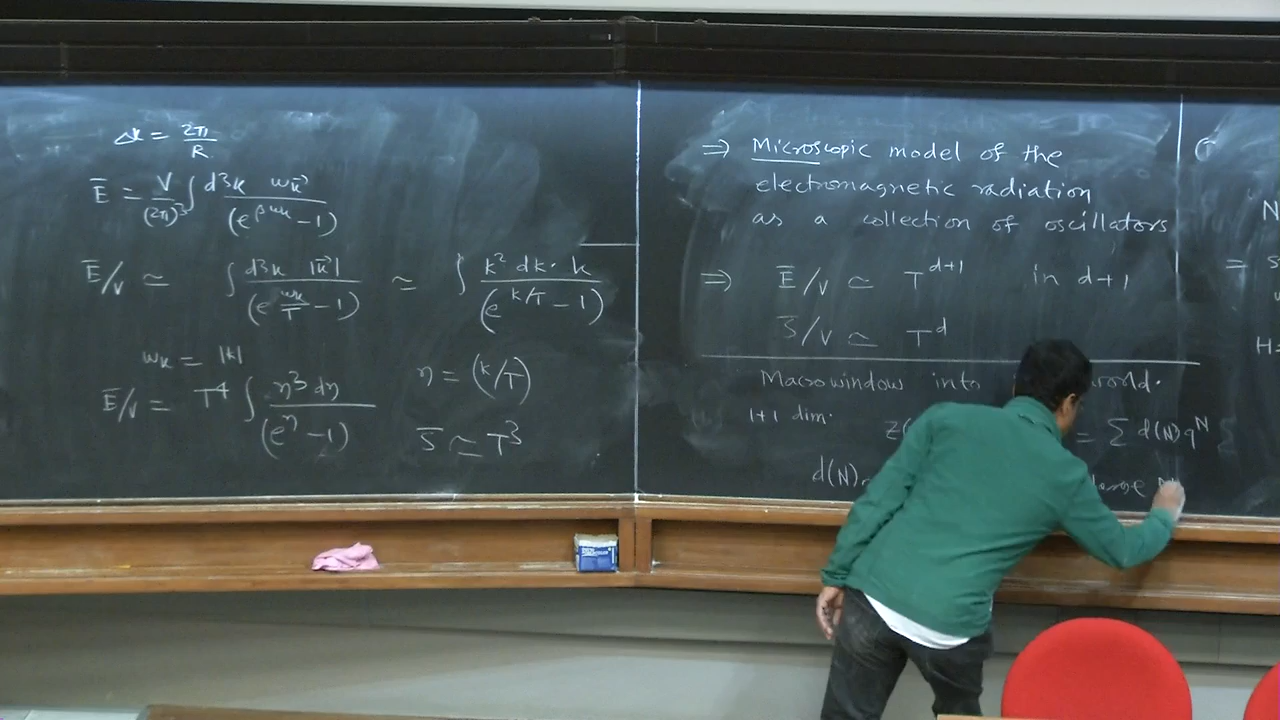 Δk = 2π/R
Ē = V/(2π)³ ∫ d³k ω_k⃗ / (e^{βω_k} - 1)
Ē/V ≃ ∫ d³k |k⃗| / (e^{ω_k/T} - 1) ≃ ∫ k² dk · k / (e^{k/T} - 1)
ω_k = |k|
Ē/V = T⁴ ∫ η³ dη / (e^η - 1) η = (k/T)
S̄ ≃ T³
⇒ Microscopic model of the
electromagnetic radiation
as a collection of oscillators
⇒ Ē/V ≃ T^{d+1} in d+1
S̄/V ≃ T^d
Macrowindow into world.
1+1 dim. Z( = Σ d(N) q^N
d(N) large N
N
=
H=